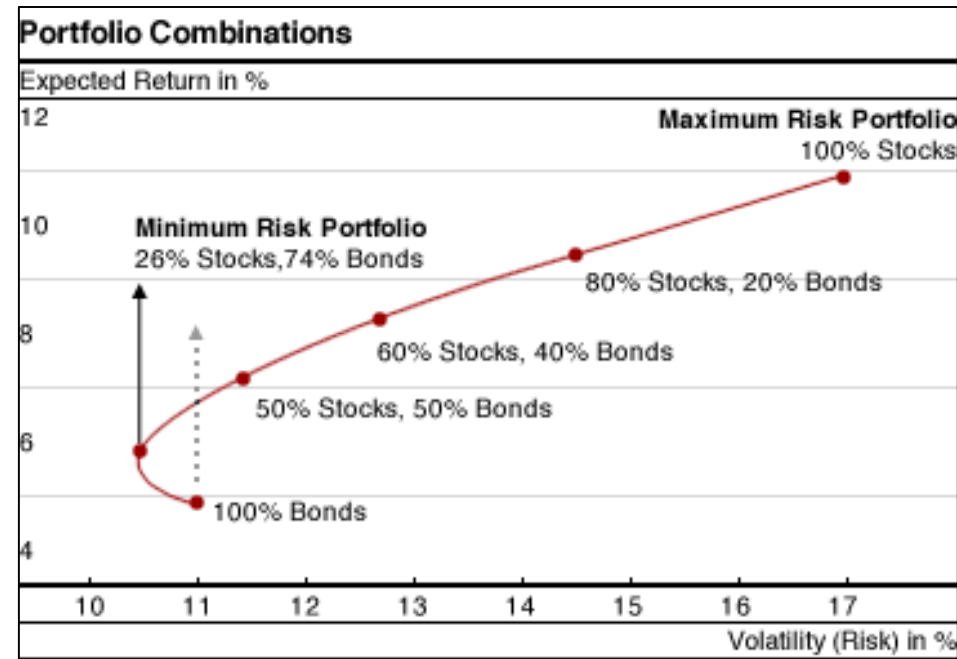 Portfolio Combinations
Expected Return in %
12
Maximum Risk Portfolio
100% Stocks
10
Minimum Risk Portfolio
26% Stocks,74% Bonds
80% Stocks, 20% Bonds
8
60% Stocks, 40% Bonds
50% Stocks, 50% Bonds
6
100% Bonds
4
10 11 12 13 14 15 16 17
Volatility (Risk) in %